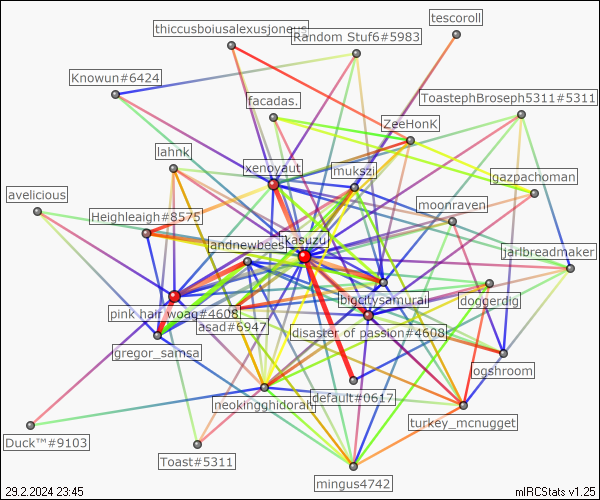 tescoroll
thiccusboiusalexusjoneus
Random Stuf6#5983
Knowun#6424
facadas.
ToastephBroseph5311#5311
ZeeHonK
lahnk
xenoyaut
mukszi
gazpachoman
avelicious
moonraven
Heighleaigh#8575
kasuzu
landnewbees
jarlbreadmaker
bigcitysamurai
doggerdig
pink hair woag#4608
asad#6947
disaster of passion#4608
gregor_samsa
ogshroom
default#0617
neokingghidorah
turkey_mcnugget
Duck™#9103
Toast#5311
mingus4742
29.2.2024 23:45
mIRCStats v1.25